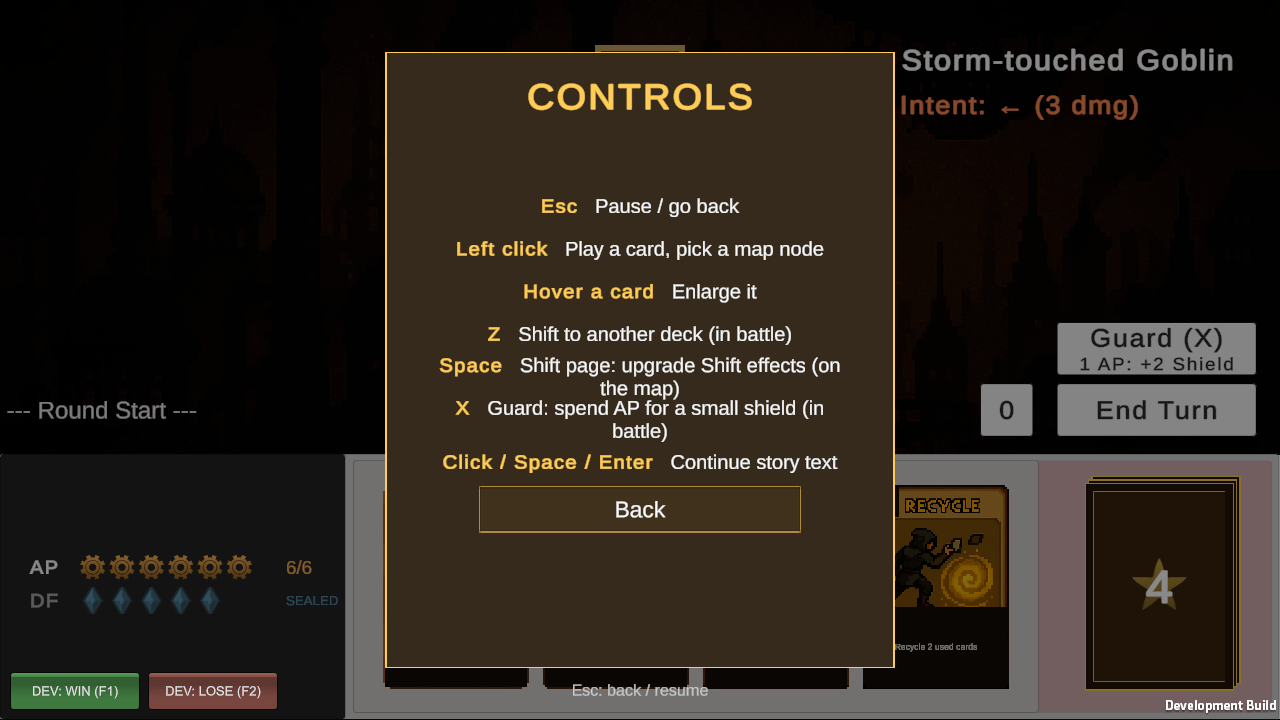 CONTROLS
Storm-touched Goblin
Intent: ← (3 dmg)
Esc Pause / go back
Left click Play a card, pick a map node
Hover a card Enlarge it
Z Shift to another deck (in battle)
Space Shift page: upgrade Shift effects (on
the map)
X Guard: spend AP for a small shield (in
battle)
Click / Space / Enter Continue story text
Back
Guard (X)
1 AP: +2 Shield
--- Round Start ---
0
End Turn
AP 6/6
DF SEALED
RECYCLE
Recycle 2 used cards
4
DEV: WIN (F1)
DEV: LOSE (F2)
Esc: back / resume
Development Build